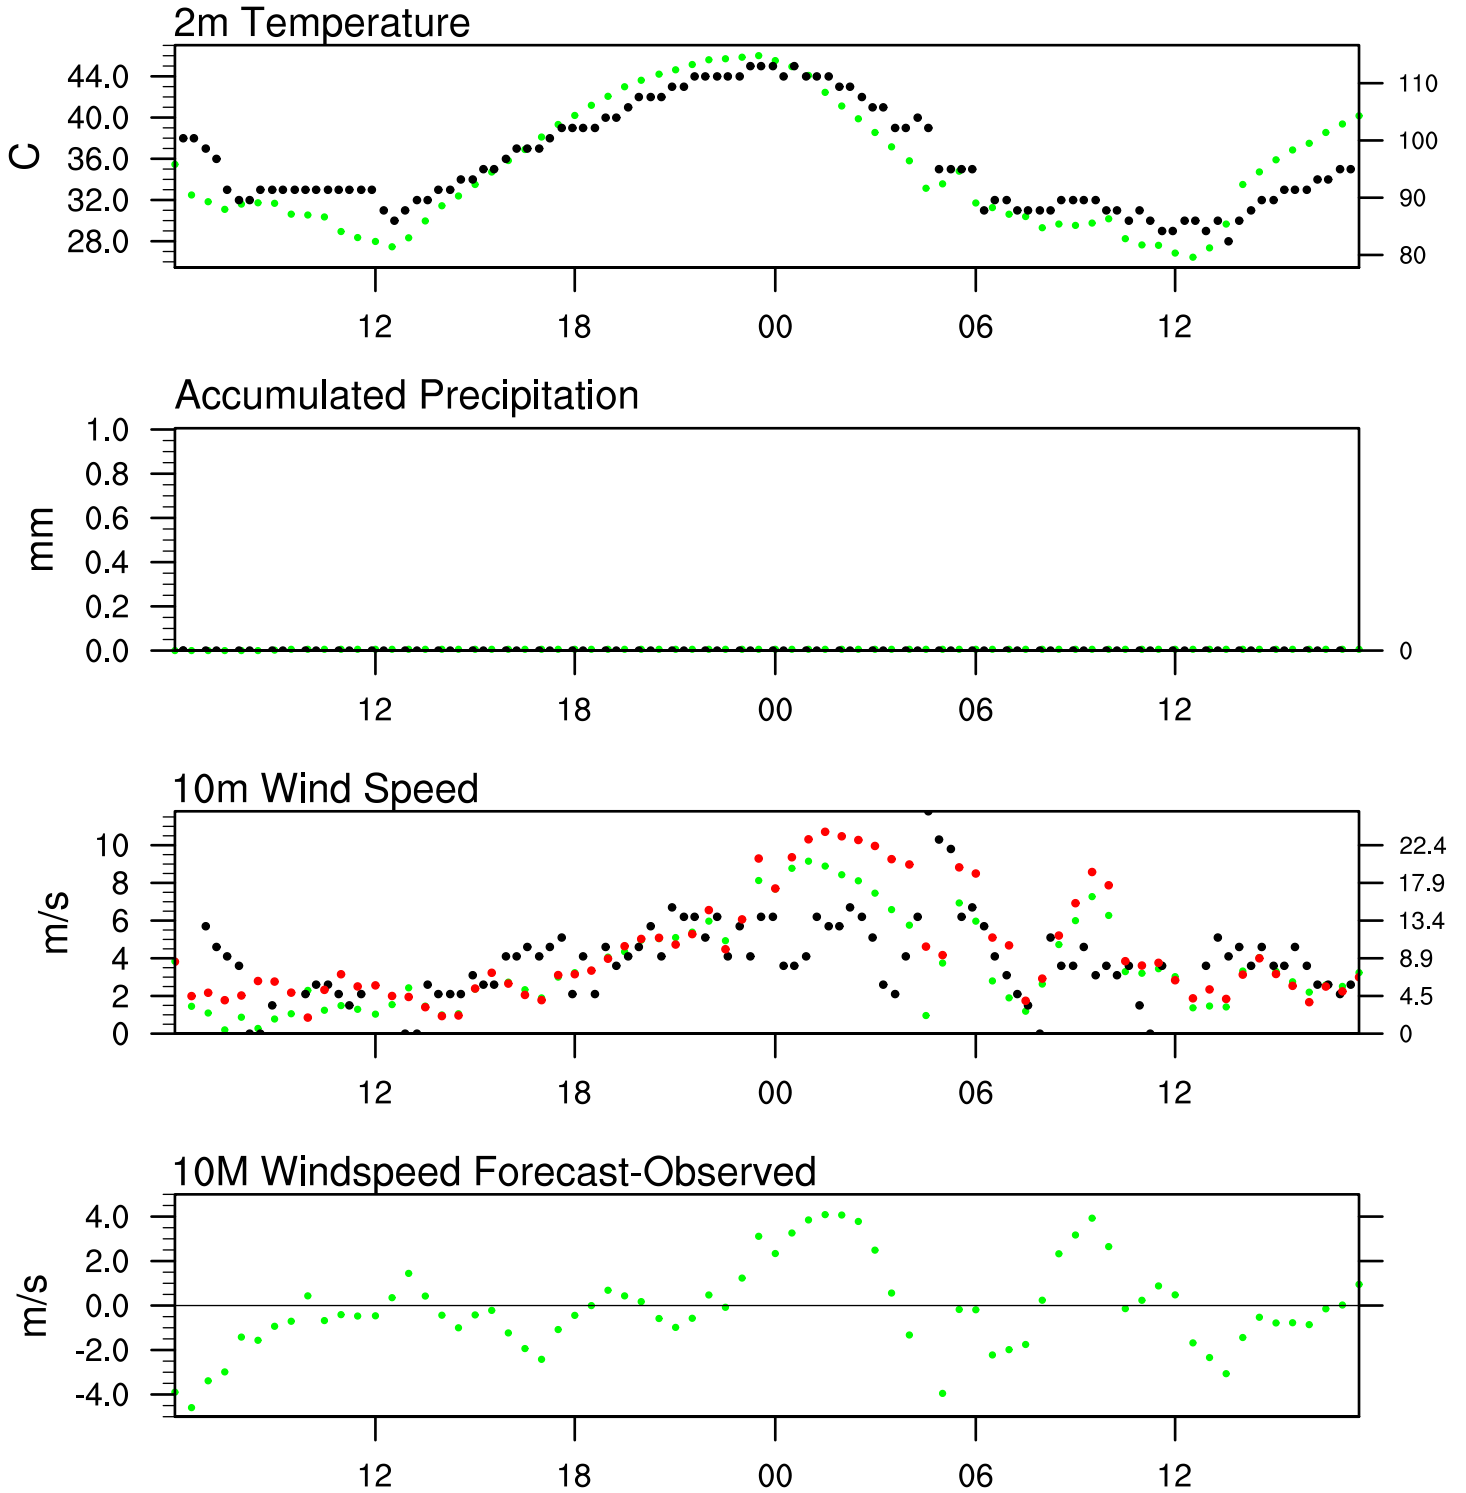 2m Temperature
44.0
40.0
36.0
32.0
28.0
C
110
100
90
80
12 18 00 06 12
Accumulated Precipitation
1.0
0.8
0.6
0.4
0.2
0.0
mm
0
12 18 00 06 12
10m Wind Speed
10
8
6
4
2
0
m/s
22.4
17.9
13.4
8.9
4.5
0
12 18 00 06 12
10M Windspeed Forecast-Observed
4.0
2.0
0.0
-2.0
-4.0
m/s
12 18 00 06 12